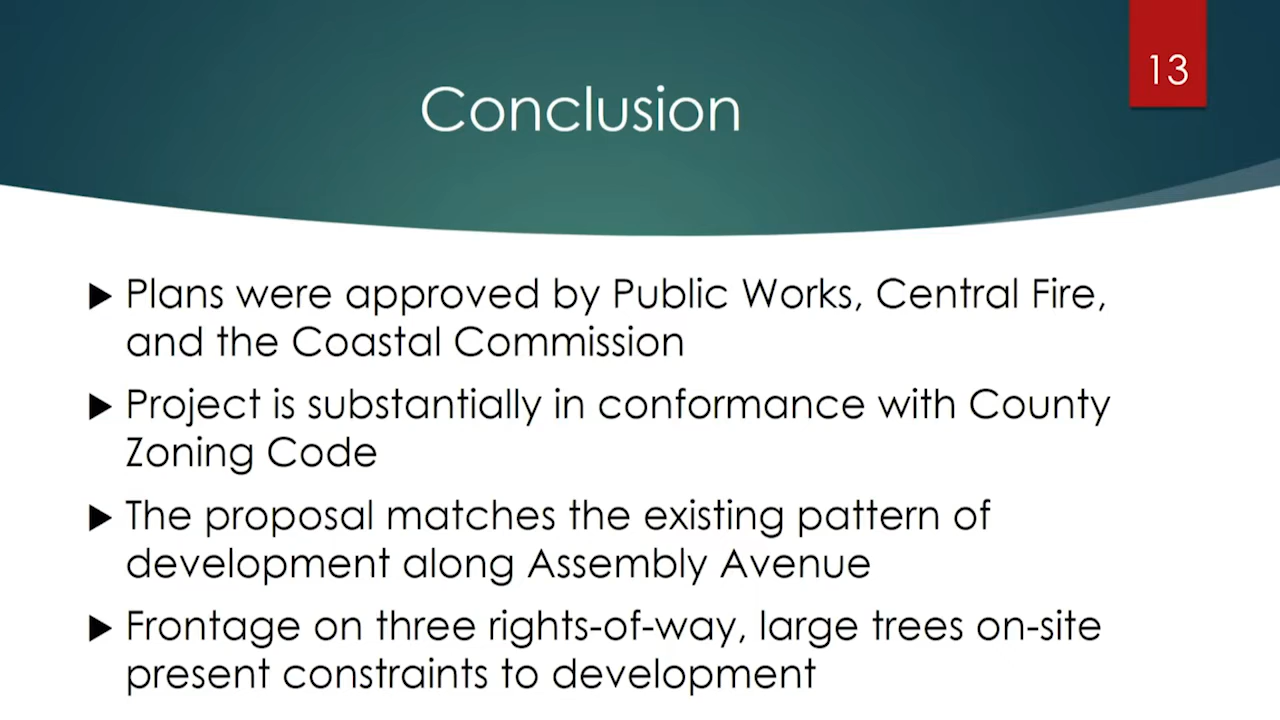 13
Conclusion
Plans were approved by Public Works, Central Fire,
and the Coastal Commission
Project is substantially in conformance with County
Zoning Code
The proposal matches the existing pattern of
development along Assembly Avenue
Frontage on three rights-of-way, large trees on-site
present constraints to development